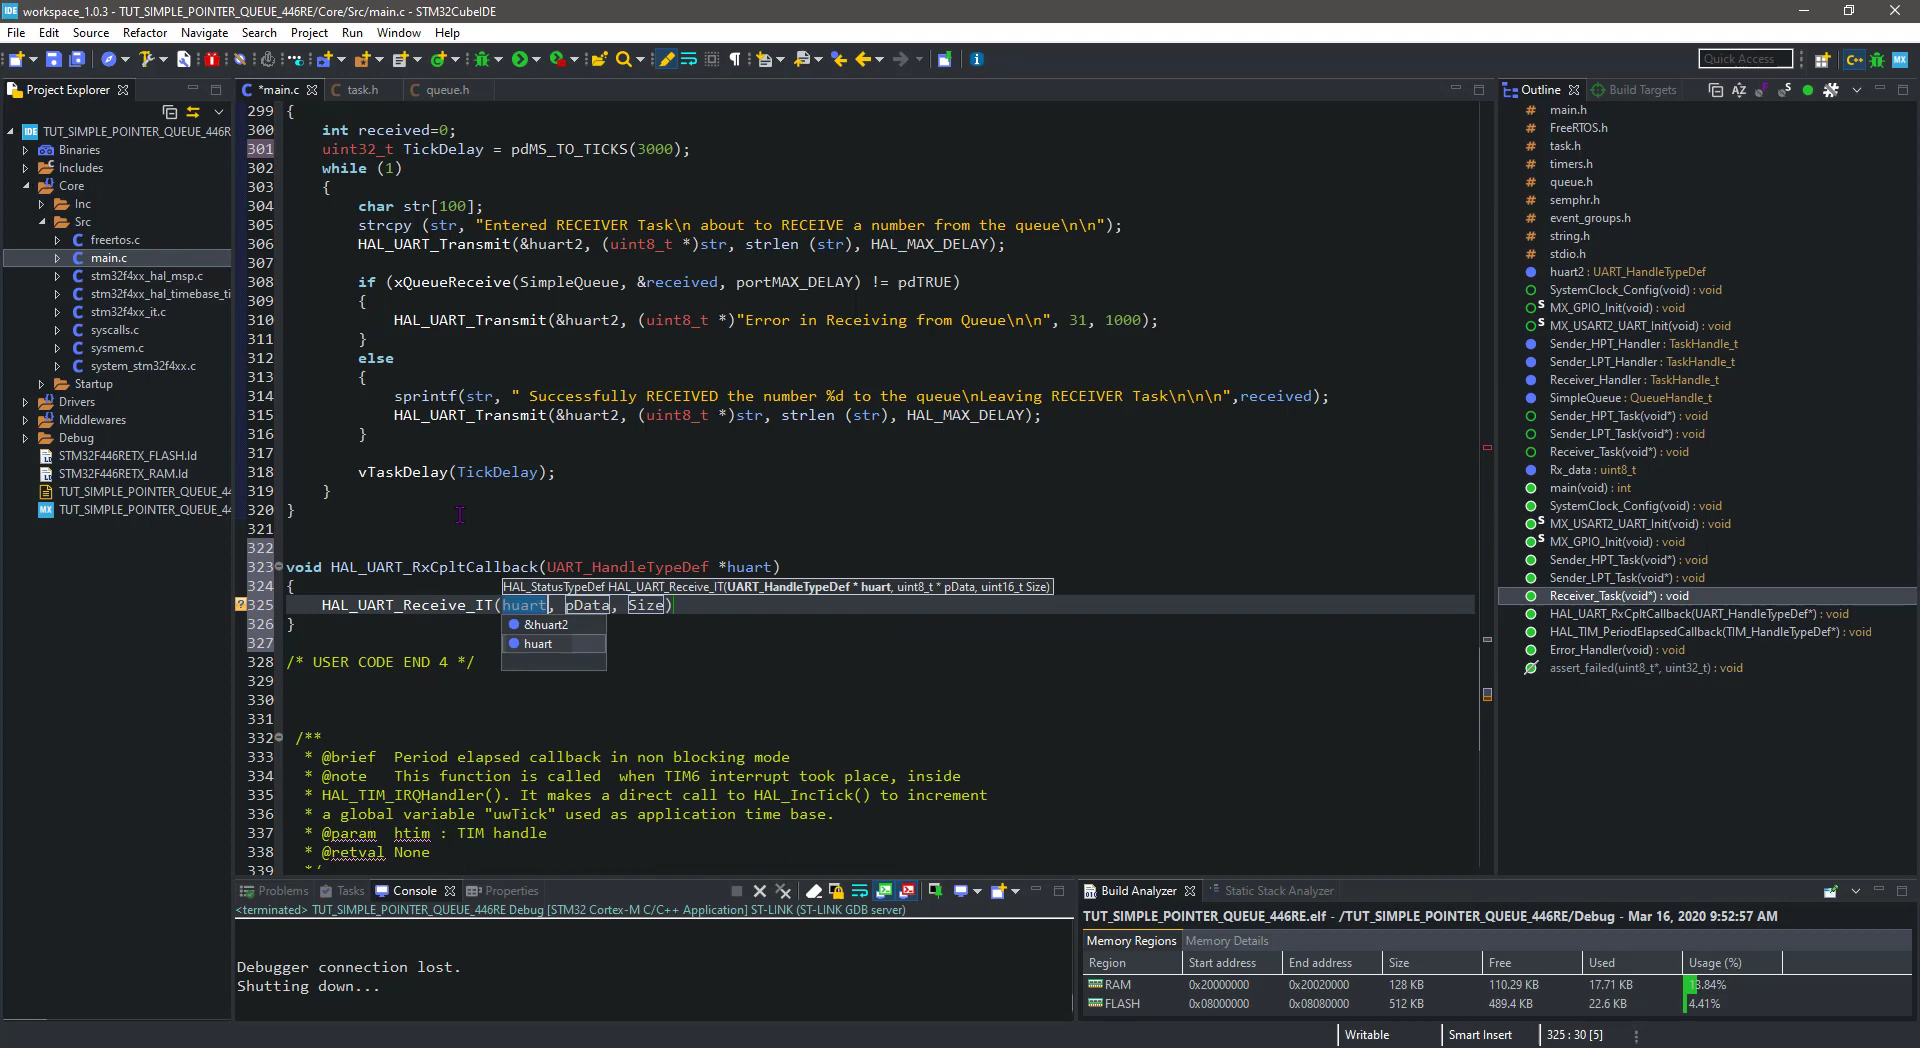 IDE workspace_1.0.3 - TUT_SIMPLE_POINTER_QUEUE_446RE/Core/Src/main.c - STM32CubeIDE
File Edit Source Refactor Navigate Search Project Run Window Help
Quick Access
Project Explorer
IDE TUT_SIMPLE_POINTER_QUEUE_446R
Binaries
Includes
Core
Inc
Src
freertos.c
main.c
stm32f4xx_hal_msp.c
stm32f4xx_hal_timebase_ti
stm32f4xx_it.c
syscalls.c
sysmem.c
system_stm32f4xx.c
Startup
Drivers
Middlewares
Debug
STM32F446RETX_FLASH.ld
STM32F446RETX_RAM.ld
TUT_SIMPLE_POINTER_QUEUE_44
MX TUT_SIMPLE_POINTER_QUEUE_44
*main.c task.h queue.h
299 {
300 int received=0;
301 uint32_t TickDelay = pdMS_TO_TICKS(3000);
302 while (1)
303 {
304 char str[100];
305 strcpy (str, "Entered RECEIVER Task\n about to RECEIVE a number from the queue\n\n");
306 HAL_UART_Transmit(&huart2, (uint8_t *)str, strlen (str), HAL_MAX_DELAY);
307
308 if (xQueueReceive(SimpleQueue, &received, portMAX_DELAY) != pdTRUE)
309 {
310 HAL_UART_Transmit(&huart2, (uint8_t *)"Error in Receiving from Queue\n\n", 31, 1000);
311 }
312 else
313 {
314 sprintf(str, " Successfully RECEIVED the number %d to the queue\nLeaving RECEIVER Task\n\n\n",received);
315 HAL_UART_Transmit(&huart2, (uint8_t *)str, strlen (str), HAL_MAX_DELAY);
316 }
317
318 vTaskDelay(TickDelay);
319 }
320 }
321
322
323 void HAL_UART_RxCpltCallback(UART_HandleTypeDef *huart)
324 {
HAL_StatusTypeDef HAL_UART_Receive_IT(UART_HandleTypeDef * huart, uint8_t * pData, uint16_t Size)
325 HAL_UART_Receive_IT(huart, pData, Size)
&huart2
huart
326 }
327
328 /* USER CODE END 4 */
329
330
331
332 /**
333 * @brief Period elapsed callback in non blocking mode
334 * @note This function is called when TIM6 interrupt took place, inside
335 * HAL_TIM_IRQHandler(). It makes a direct call to HAL_IncTick() to increment
336 * a global variable "uwTick" used as application time base.
337 * @param htim : TIM handle
338 * @retval None
339
Outline Build Targets
main.h
FreeRTOS.h
task.h
timers.h
queue.h
semphr.h
event_groups.h
string.h
stdio.h
huart2 : UART_HandleTypeDef
SystemClock_Config(void) : void
MX_GPIO_Init(void) : void
MX_USART2_UART_Init(void) : void
Sender_HPT_Handler : TaskHandle_t
Sender_LPT_Handler : TaskHandle_t
Receiver_Handler : TaskHandle_t
SimpleQueue : QueueHandle_t
Sender_HPT_Task(void*) : void
Sender_LPT_Task(void*) : void
Receiver_Task(void*) : void
Rx_data : uint8_t
main(void) : int
SystemClock_Config(void) : void
MX_USART2_UART_Init(void) : void
MX_GPIO_Init(void) : void
Sender_HPT_Task(void*) : void
Sender_LPT_Task(void*) : void
Receiver_Task(void*) : void
HAL_UART_RxCpltCallback(UART_HandleTypeDef*) : void
HAL_TIM_PeriodElapsedCallback(TIM_HandleTypeDef*) : void
Error_Handler(void) : void
assert_failed(uint8_t*, uint32_t) : void
Problems Tasks Console Properties
<terminated> TUT_SIMPLE_POINTER_QUEUE_446RE Debug [STM32 Cortex-M C/C++ Application] ST-LINK (ST-LINK GDB server)
Debugger connection lost.
Shutting down...
Build Analyzer Static Stack Analyzer
TUT_SIMPLE_POINTER_QUEUE_446RE.elf - /TUT_SIMPLE_POINTER_QUEUE_446RE/Debug - Mar 16, 2020 9:52:57 AM
Memory Regions Memory Details
Region Start address End address Size Free Used Usage (%)
RAM 0x20000000 0x20020000 128 KB 110.29 KB 17.71 KB 13.84%
FLASH 0x08000000 0x08080000 512 KB 489.4 KB 22.6 KB 4.41%
Writable Smart Insert 325 : 30 [5]